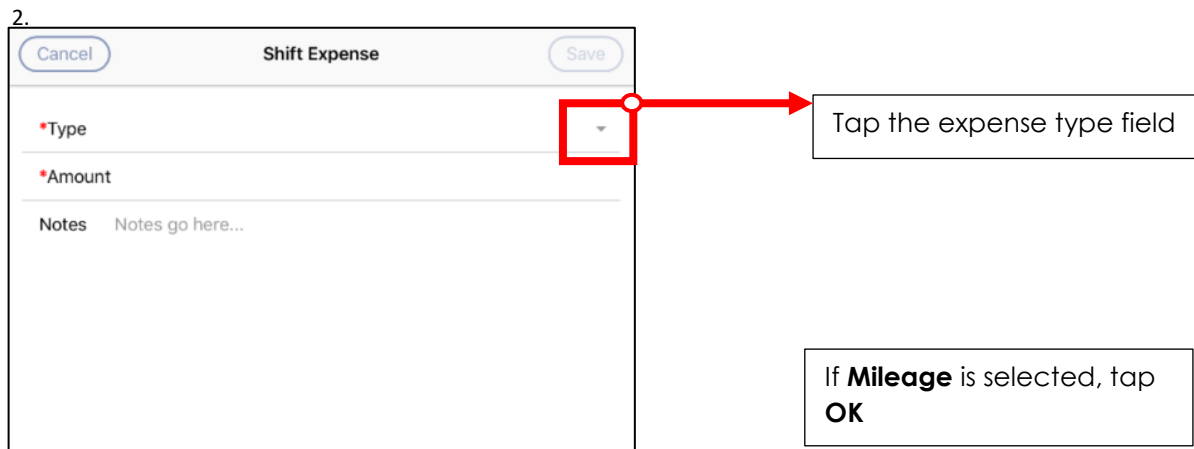 2.
Cancel Shift Expense Save
*Type
Tap the expense type field
*Amount
Notes Notes go here...
If Mileage is selected, tap
OK